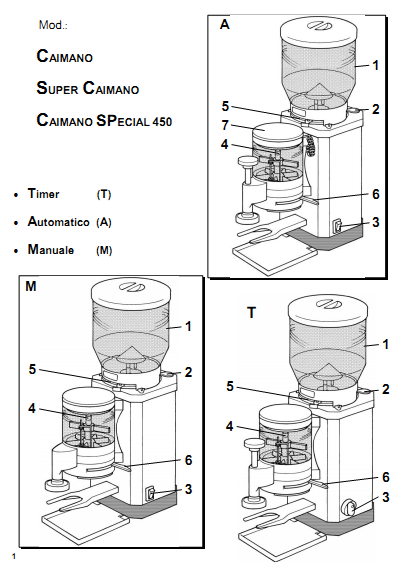 Mod.:
CAIMANO
SUPER CAIMANO
CAIMANO SPECIAL 450
• Timer (T)
• Automatico (A)
• Manuale (M)
A
1
5
2
7
4
6
3
M
1
5
2
4
6
3
T
1
5
2
4
6
3
1